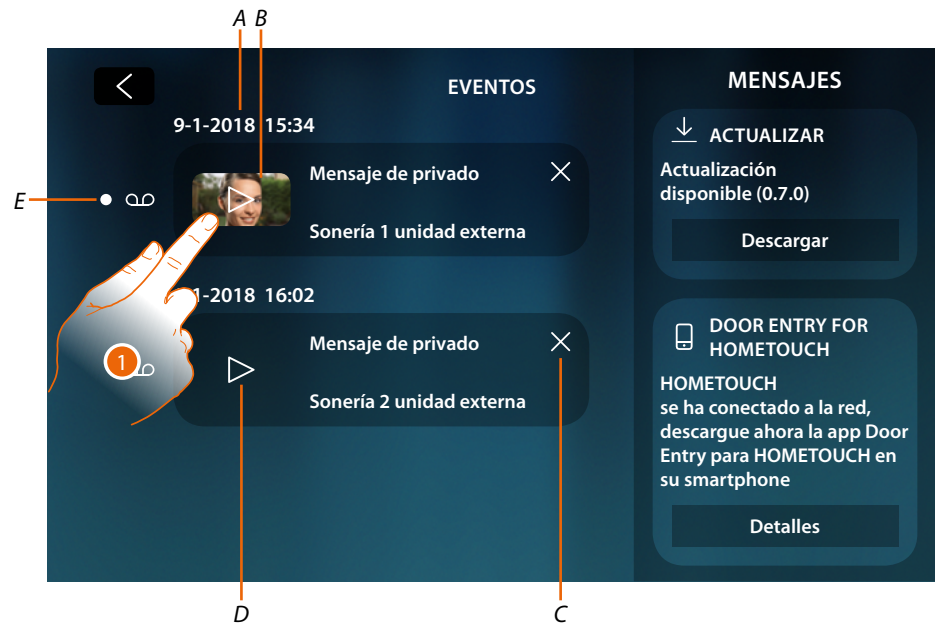 A B
EVENTOS
9-1-2018 15:34
Mensaje de privado
Sonería 1 unidad externa
E
1-2018 16:02
Mensaje de privado
Sonería 2 unidad externa
1
D
C
MENSAJES
ACTUALIZAR
Actualización
disponible (0.7.0)
Descargar
DOOR ENTRY FOR
HOMETOUCH
HOMETOUCH
se ha conectado a la red,
descargue ahora la app Door
Entry para HOMETOUCH en
su smartphone
Detalles